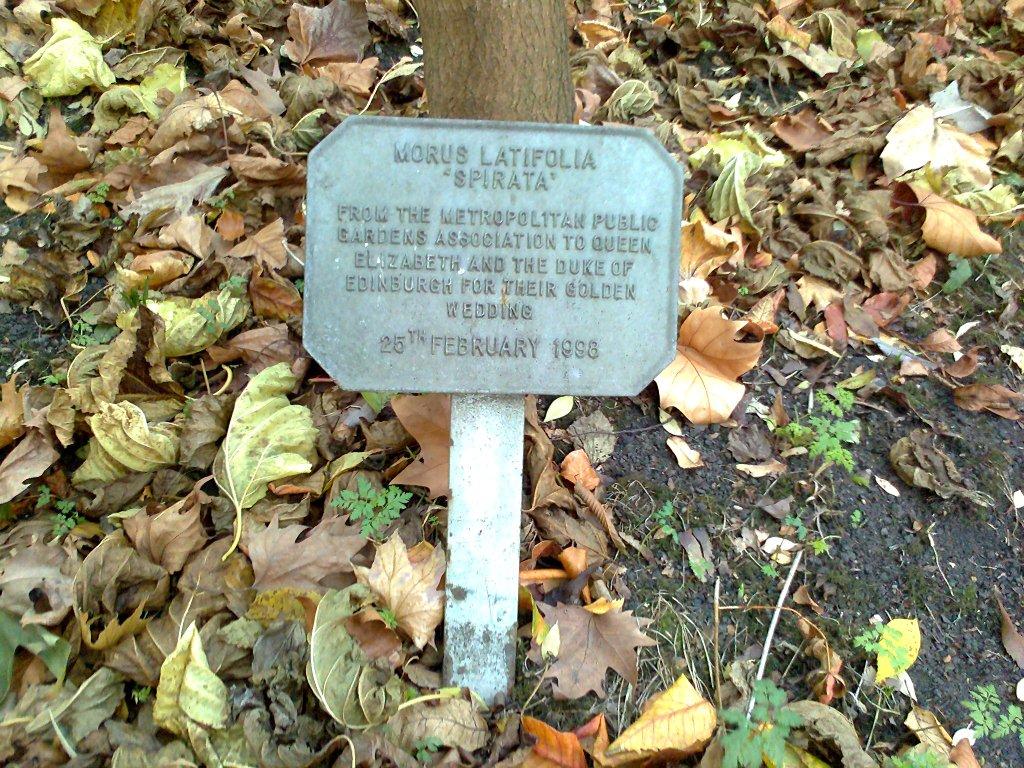 MORUS LATIFOLIA
'SPIRATA'
FROM THE METROPOLITAN PUBLIC
GARDENS ASSOCIATION TO QUEEN
ELIZABETH AND THE DUKE OF
EDINBURGH FOR THEIR GOLDEN
WEDDING
25TH FEBRUARY 1998